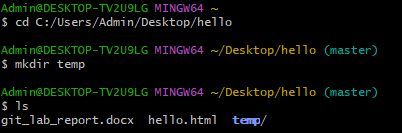 Admin@DESKTOP-TV2U9LG MINGW64 ~
$ cd C:/Users/Admin/Desktop/hello
Admin@DESKTOP-TV2U9LG MINGW64 ~/Desktop/hello (master)
$ mkdir temp
Admin@DESKTOP-TV2U9LG MINGW64 ~/Desktop/hello (master)
$ ls
git_lab_report.docx  hello.html  temp/